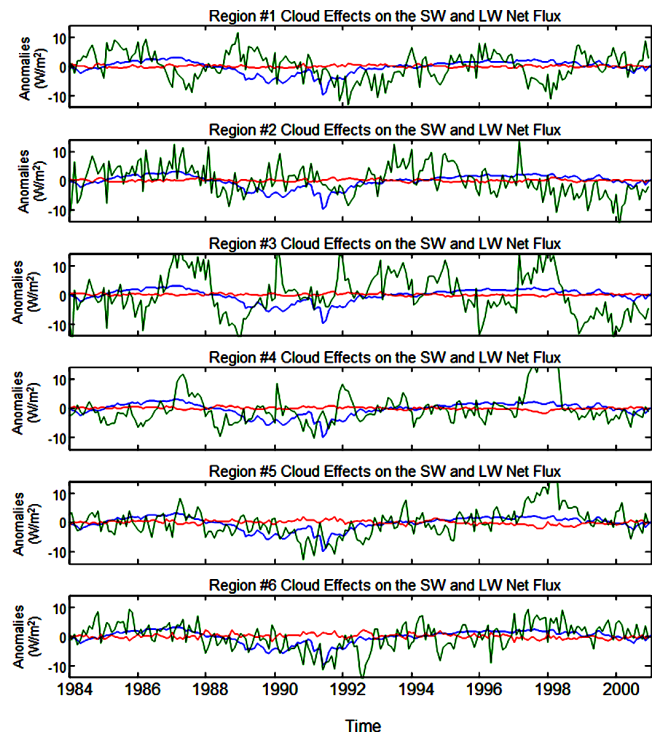 Region #1 Cloud Effects on the SW and LW Net Flux
Anomalies
(W/m²)
10
0
-10
Region #2 Cloud Effects on the SW and LW Net Flux
Anomalies
(W/m²)
10
0
-10
Region #3 Cloud Effects on the SW and LW Net Flux
Anomalies
(W/m²)
10
0
-10
Region #4 Cloud Effects on the SW and LW Net Flux
Anomalies
(W/m²)
10
0
-10
Region #5 Cloud Effects on the SW and LW Net Flux
Anomalies
(W/m²)
10
0
-10
Region #6 Cloud Effects on the SW and LW Net Flux
Anomalies
(W/m²)
10
0
-10
1984 1986 1988 1990 1992 1994 1996 1998 2000
Time